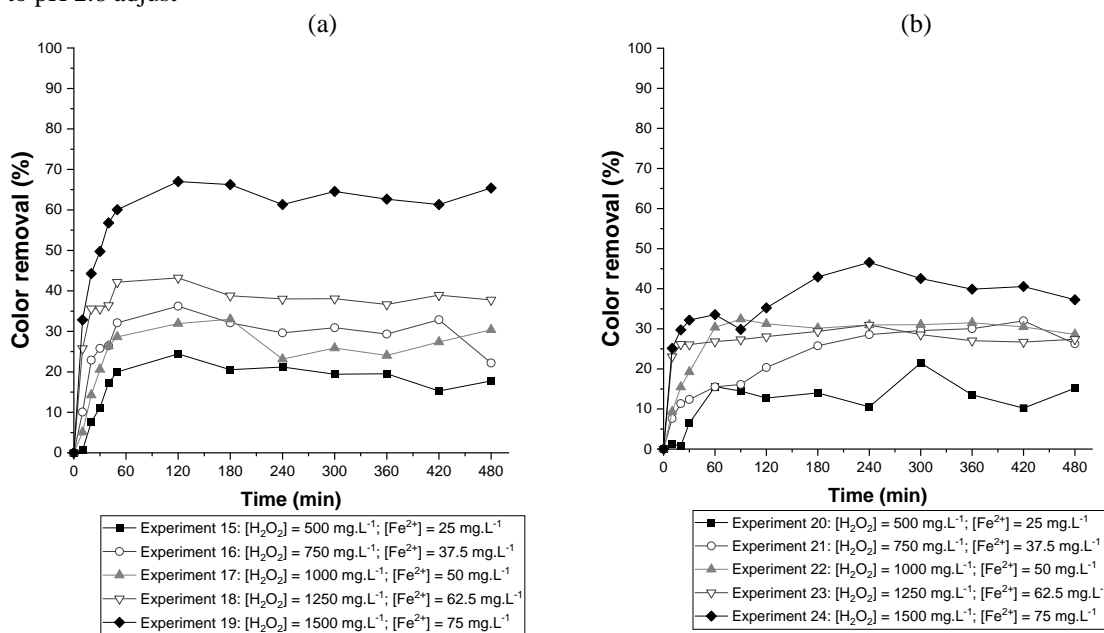 to pH 2.8 adjust
(a)
100
90
80
70
60
50
40
30
20
10
0
Color removal (%)
0 60 120 180 240 300 360 420 480
Time (min)
Experiment 15: [H₂O₂] = 500 mg.L⁻¹; [Fe²⁺] = 25 mg.L⁻¹
Experiment 16: [H₂O₂] = 750 mg.L⁻¹; [Fe²⁺] = 37.5 mg.L⁻¹
Experiment 17: [H₂O₂] = 1000 mg.L⁻¹; [Fe²⁺] = 50 mg.L⁻¹
Experiment 18: [H₂O₂] = 1250 mg.L⁻¹; [Fe²⁺] = 62.5 mg.L⁻¹
Experiment 19: [H₂O₂] = 1500 mg.L⁻¹; [Fe²⁺] = 75 mg.L⁻¹
(b)
100
90
80
70
60
50
40
30
20
10
0
Color removal (%)
0 60 120 180 240 300 360 420 480
Time (min)
Experiment 20: [H₂O₂] = 500 mg.L⁻¹; [Fe²⁺] = 25 mg.L⁻¹
Experiment 21: [H₂O₂] = 750 mg.L⁻¹; [Fe²⁺] = 37.5 mg.L⁻¹
Experiment 22: [H₂O₂] = 1000 mg.L⁻¹; [Fe²⁺] = 50 mg.L⁻¹
Experiment 23: [H₂O₂] = 1250 mg.L⁻¹; [Fe²⁺] = 62.5 mg.L⁻
Experiment 24: [H₂O₂] = 1500 mg.L⁻¹; [Fe²⁺] = 75 mg.L⁻¹